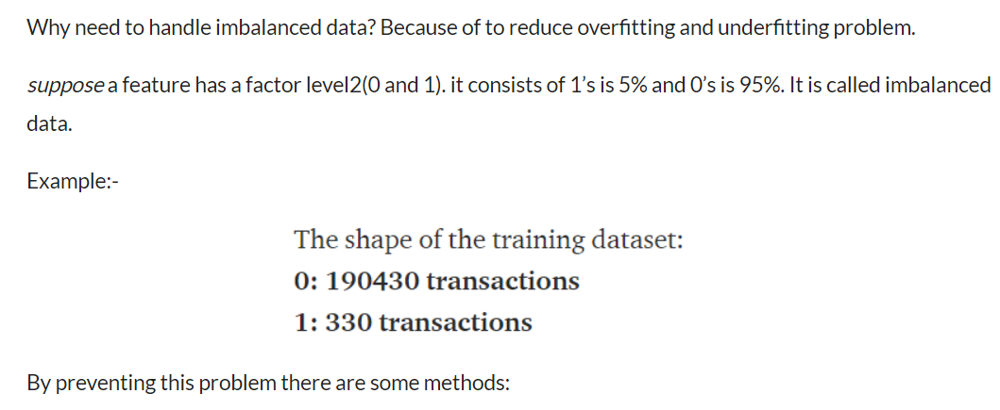 Why need to handle imbalanced data? Because of to reduce overfitting and underfitting problem.
suppose a feature has a factor level2(0 and 1). it consists of 1’s is 5% and 0’s is 95%. It is called imbalanced
data.
Example:-
The shape of the training dataset:
0: 190430 transactions
1: 330 transactions
By preventing this problem there are some methods: